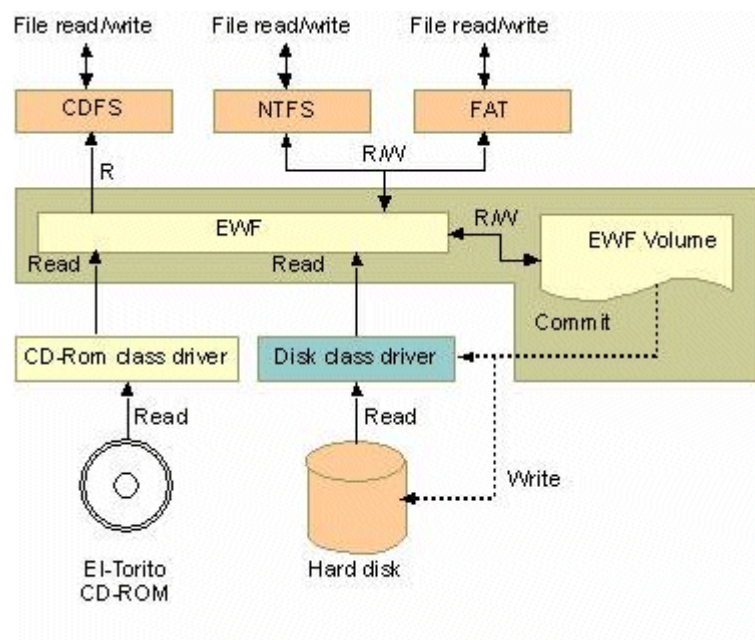 File read/write File read/write File read/write
CDFS NTFS FAT
R/W
R
EWF R/W EWF Volume
Read Read
Commit
CD-Rom class driver Disk class driver
Read Read
Write
El-Torito Hard disk
CD-ROM